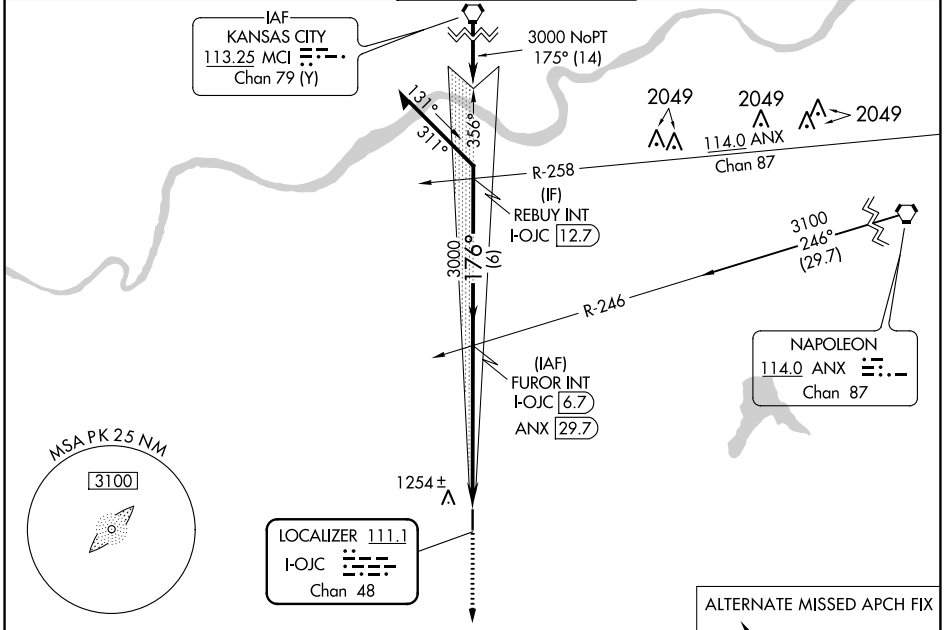 IAF
KANSAS CITY
113.25 MCI
Chan 79 (Y)
3000 NoPT
175° (14)
131°
311°
356°
2049
2049
2049
114.0 ANX
Chan 87
R-258
(IF)
REBUY INT
I-OJC 12.7
3000
176°
(6)
3100
246°
(29.7)
R-246
(IAF)
FUROR INT
I-OJC 6.7
ANX 29.7
NAPOLEON
114.0 ANX
Chan 87
MSA PK 25 NM
3100
1254±
LOCALIZER 111.1
I-OJC
Chan 48
ALTERNATE MISSED APCH FIX